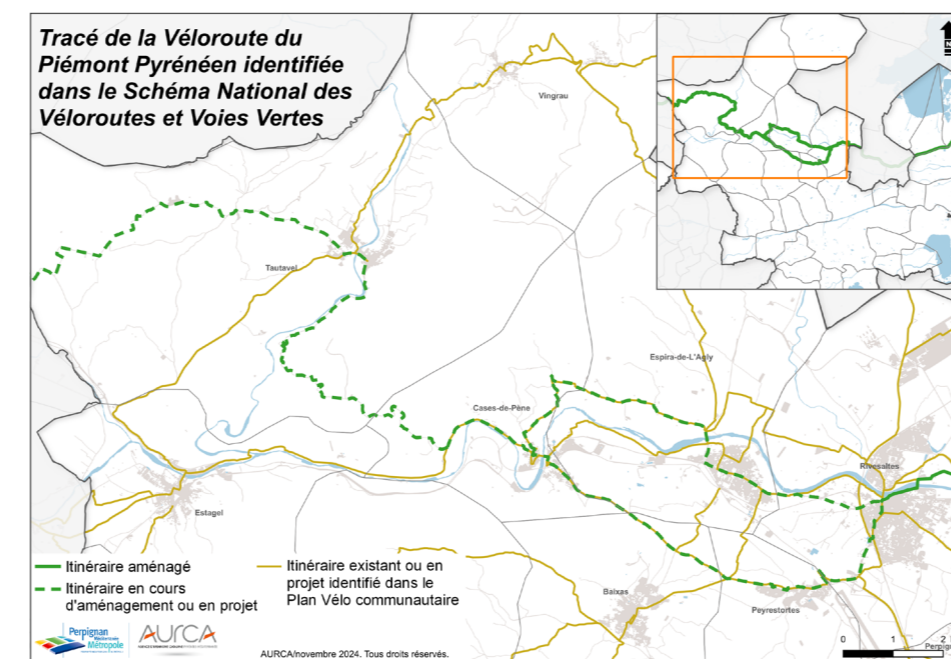 Tracé de la Véloroute du
Piémont Pyrénéen identifiée
dans le Schéma National des
Véloroutes et Voies Vertes
N
Vingrau
Tautavel
Espira-de-L'Agly
Cases-de-Pène
Rivesaltes
Estagel
Baixas
Peyrestortes
Itinéraire aménagé
Itinéraire en cours
d'aménagement ou en projet
Itinéraire existant ou en
projet identifié dans le
Plan Vélo communautaire
Perpignan
Méditerranée
Métropole
AURCA
AURCA/novembre 2024. Tous droits réservés.
0 1 2
Perp